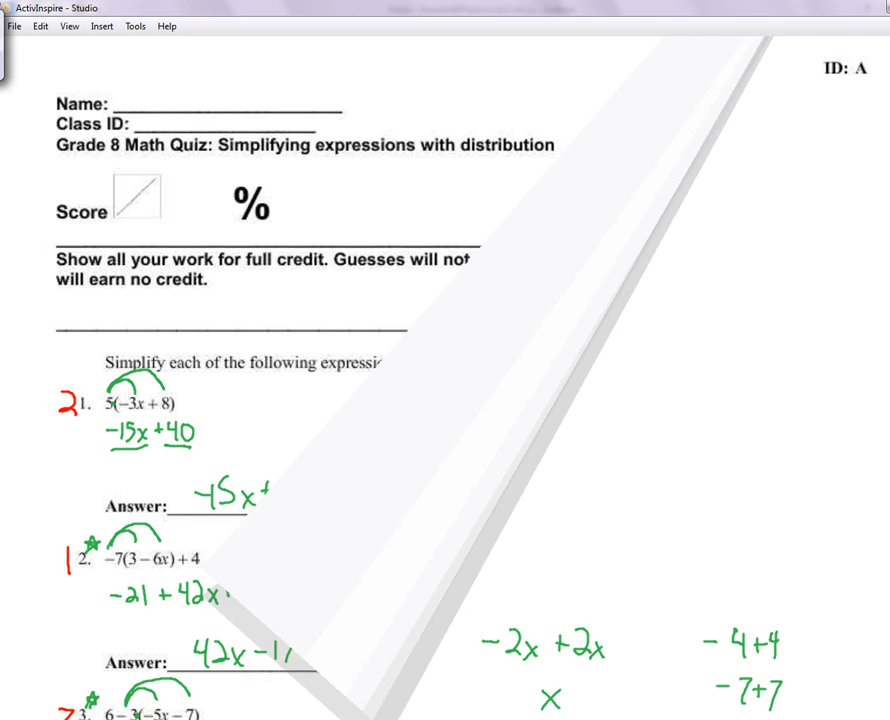 ActivInspire - Studio
File Edit View Insert Tools Help
ID: A
Name:
Class ID:
Grade 8 Math Quiz: Simplifying expressions with distribution
Score %
Show all your work for full credit. Guesses will not
will earn no credit.
Simplify each of the following
2 1. 5(−3x + 8)
-15x + 40
Answer: -15x+
1 2. −7(3 − 6x) + 4
-21 + 42x
Answer: 42x -
-2x +2x
-4+4
x
-7+7
3. 6 − 3(−5x − 7)